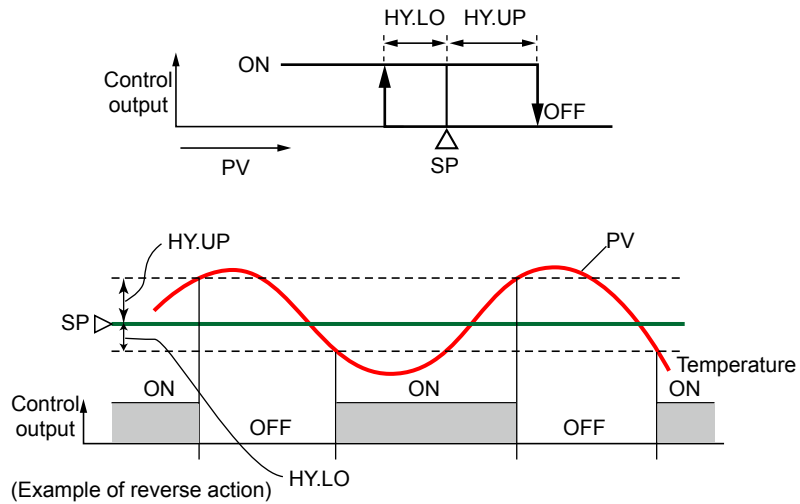 HY.LO
HY.UP
ON
Control
output
OFF
PV
SP
HY.UP
PV
SP
Temperature
ON
ON
ON
Control
output
OFF
OFF
HY.LO
(Example of reverse action)